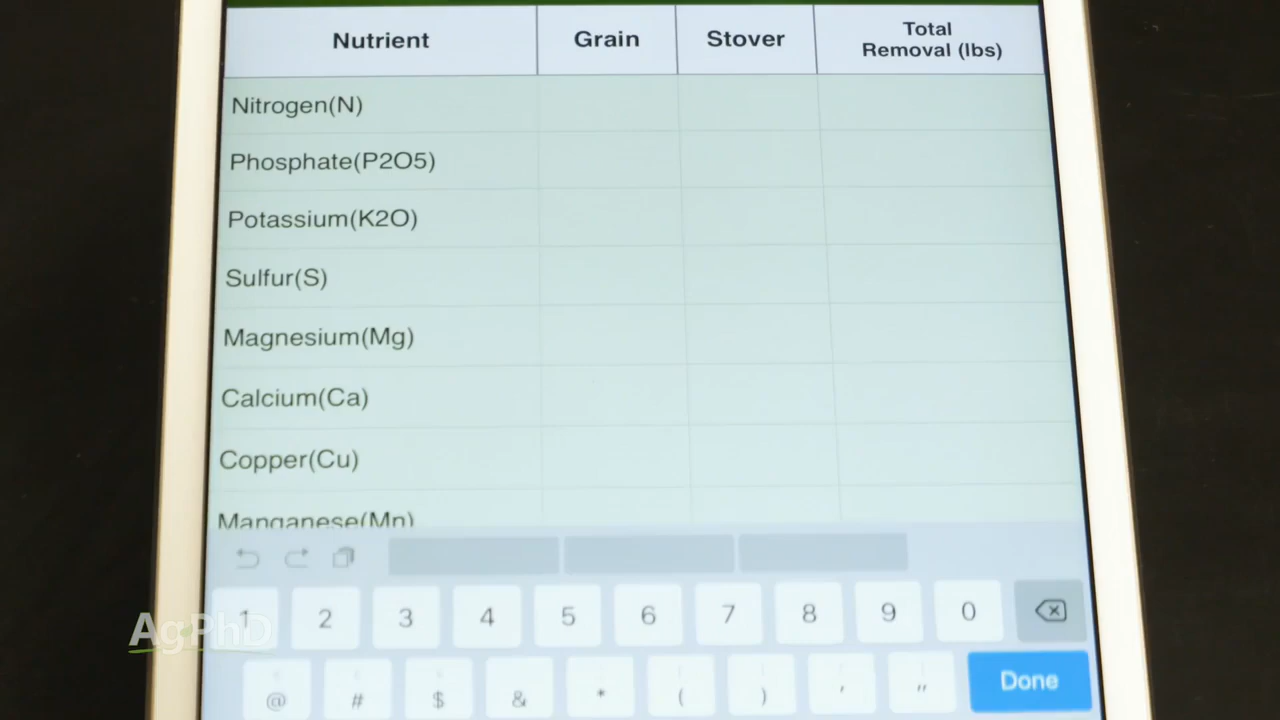 Nutrient Grain Stover Total Removal (lbs)
Nitrogen(N)
Phosphate(P2O5)
Potassium(K2O)
Sulfur(S)
Magnesium(Mg)
Calcium(Ca)
Copper(Cu)
Manganese(Mn)
1 2 3 4 5 6 7 8 9 0
@ # $ & * ( ) ' " Done
AgPhD